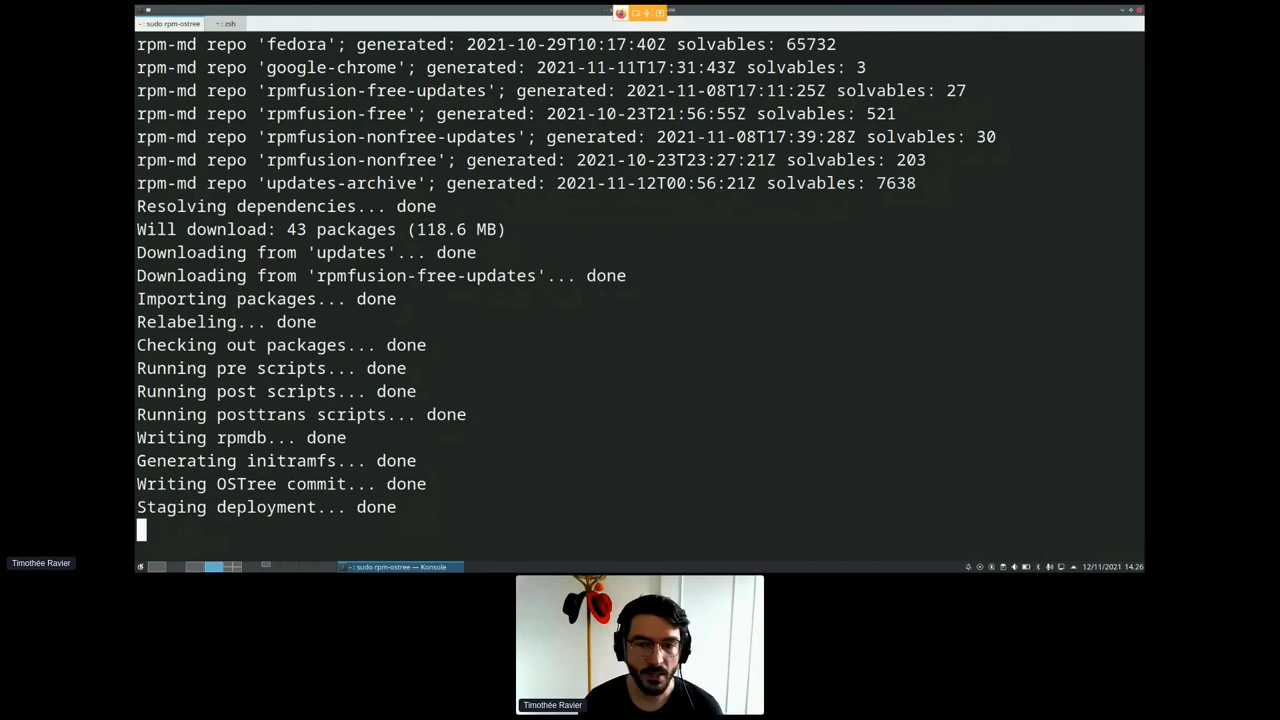 - : sudo rpm-ostree
~ : zsh
rpm-md repo 'fedora'; generated: 2021-10-29T10:17:40Z solvables: 65732
rpm-md repo 'google-chrome'; generated: 2021-11-11T17:31:43Z solvables: 3
rpm-md repo 'rpmfusion-free-updates'; generated: 2021-11-08T17:11:25Z solvables: 27
rpm-md repo 'rpmfusion-free'; generated: 2021-10-23T21:56:55Z solvables: 521
rpm-md repo 'rpmfusion-nonfree-updates'; generated: 2021-11-08T17:39:28Z solvables: 30
rpm-md repo 'rpmfusion-nonfree'; generated: 2021-10-23T23:27:21Z solvables: 203
rpm-md repo 'updates-archive'; generated: 2021-11-12T00:56:21Z solvables: 7638
Resolving dependencies... done
Will download: 43 packages (118.6 MB)
Downloading from 'updates'... done
Downloading from 'rpmfusion-free-updates'... done
Importing packages... done
Relabeling... done
Checking out packages... done
Running pre scripts... done
Running post scripts... done
Running posttrans scripts... done
Writing rpmdb... done
Generating initramfs... done
Writing OSTree commit... done
Staging deployment... done
Timothée Ravier
- : sudo rpm-ostree — Konsole
12/11/2021 14.26
Timothée Ravier